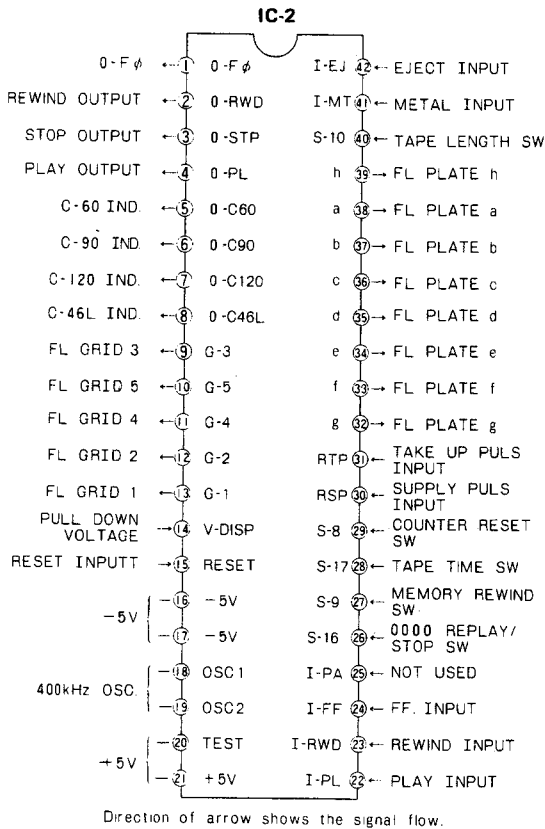 IC-2
O-Fφ ← 1 O-Fφ I-EJ 42 ← EJECT INPUT
REWIND OUTPUT ← 2 O-RWD I-MT 41 ← METAL INPUT
STOP OUTPUT ← 3 O-STP S-10 40 ← TAPE LENGTH SW
PLAY OUTPUT ← 4 O-PL h 39 → FL PLATE h
C-60 IND. ← 5 O-C60 a 38 → FL PLATE a
C-90 IND. ← 6 O-C90 b 37 → FL PLATE b
C-120 IND. ← 7 O-C120 c 36 → FL PLATE c
C-46L IND. ← 8 O-C46L d 35 → FL PLATE d
FL GRID 3 ← 9 G-3 e 34 → FL PLATE e
FL GRID 5 ← 10 G-5 f 33 → FL PLATE f
FL GRID 4 ← 11 G-4 g 32 → FL PLATE g
FL GRID 2 ← 12 G-2 RTP 31 ← TAKE UP PULS
INPUT
FL GRID 1 ← 13 G-1 RSP 30 ← SUPPLY PULS
INPUT
PULL DOWN
VOLTAGE → 14 V-DISP S-8 29 ← COUNTER RESET
SW
RESET INPUTT → 15 RESET S-17 28 ← TAPE TIME SW
-5V 16 -5V S-9 27 ← MEMORY REWIND
SW.
17 -5V S-16 26 ← 0000 REPLAY/
STOP SW
400kHz OSC. 18 OSC1 I-PA 25 ← NOT USED
19 OSC2 I-FF 24 ← FF. INPUT
+5V 20 TEST I-RWD 23 ← REWIND INPUT
21 +5V I-PL 22 ← PLAY INPUT
Direction of arrow shows the signal flow.